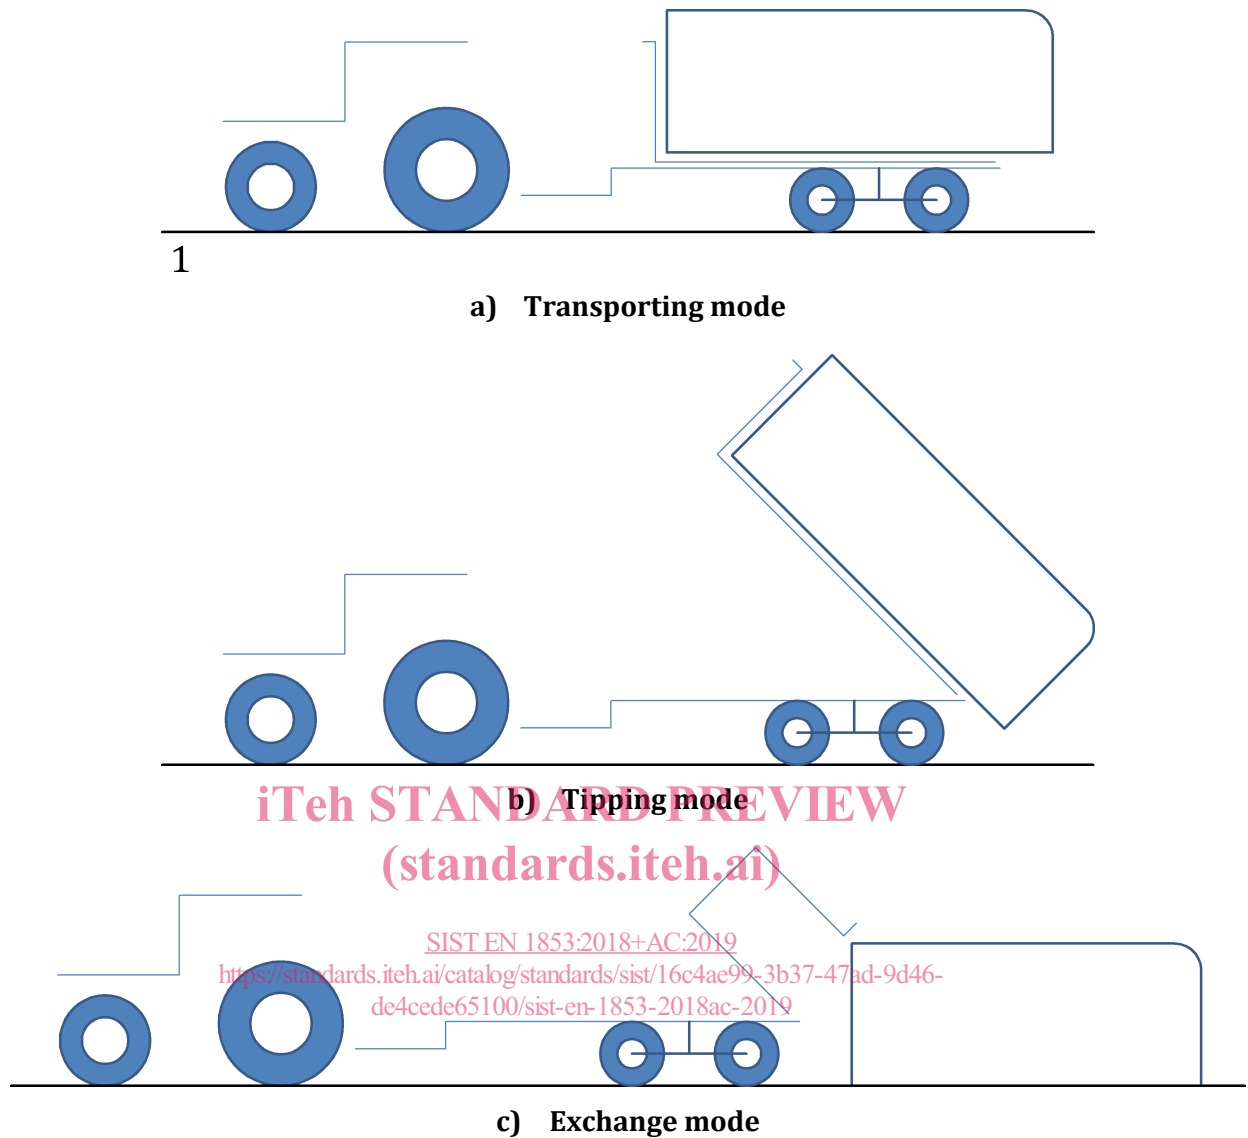 1
a) Transporting mode
b) Tipping mode
iTeh STANDARD PREVIEW
(standards.iteh.ai)
SIST EN 1853:2018+AC:2019
https://standards.iteh.ai/catalog/standards/sist/16c4ae99-3b37-47ad-9d46-
de4cede65100/sist-en-1853-2018ac-2019
c) Exchange mode